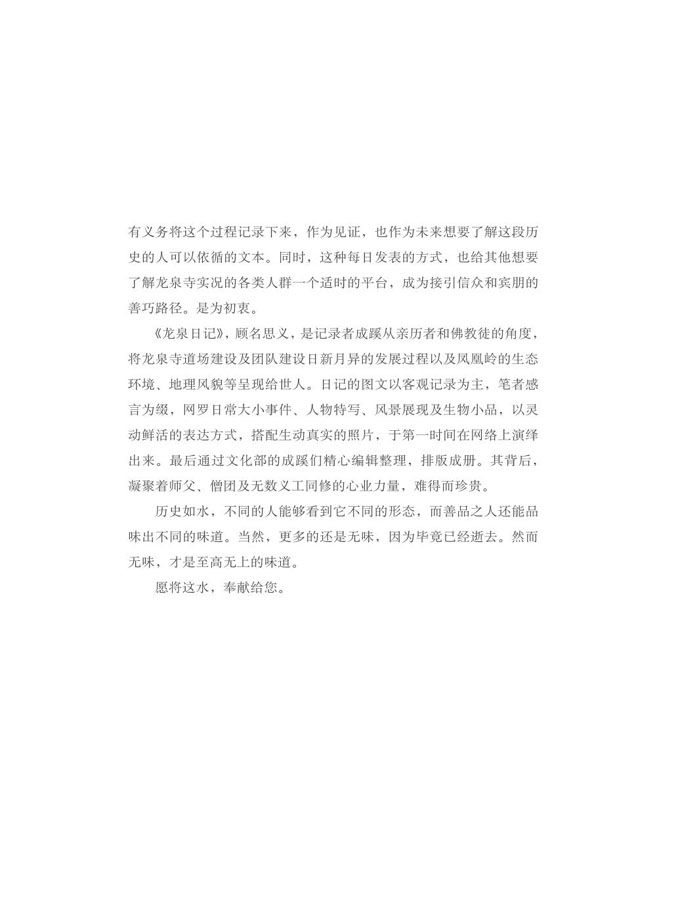 有义务将这个过程记录下来，作为见证，也作为未来想要了解这段历
史的人可以依循的文本。同时，这种每日发表的方式，也给其他想要
了解龙泉寺实况的各类人群一个适时的平台，成为接引信众和宾朋的
善巧路径。是为初衷。
《龙泉日记》，顾名思义，是记录者成蹊从亲历者和佛教徒的角度，
将龙泉寺道场建设及团队建设日新月异的发展过程以及凤凰岭的生态
环境、地理风貌等呈现给世人。日记的图文以客观记录为主，笔者感
言为缀，网罗日常大小事件、人物特写、风景展现及生物小品，以灵
动鲜活的表达方式，搭配生动真实的照片，于第一时间在网络上演绎
出来。最后通过文化部的成蹊们精心编辑整理，排版成册。其背后，
凝聚着师父、僧团及无数义工同修的心业力量，难得而珍贵。
历史如水，不同的人能够看到它不同的形态，而善品之人还能品
味出不同的味道。当然，更多的还是无味，因为毕竟已经逝去。然而
无味，才是至高无上的味道。
愿将这水，奉献给您。